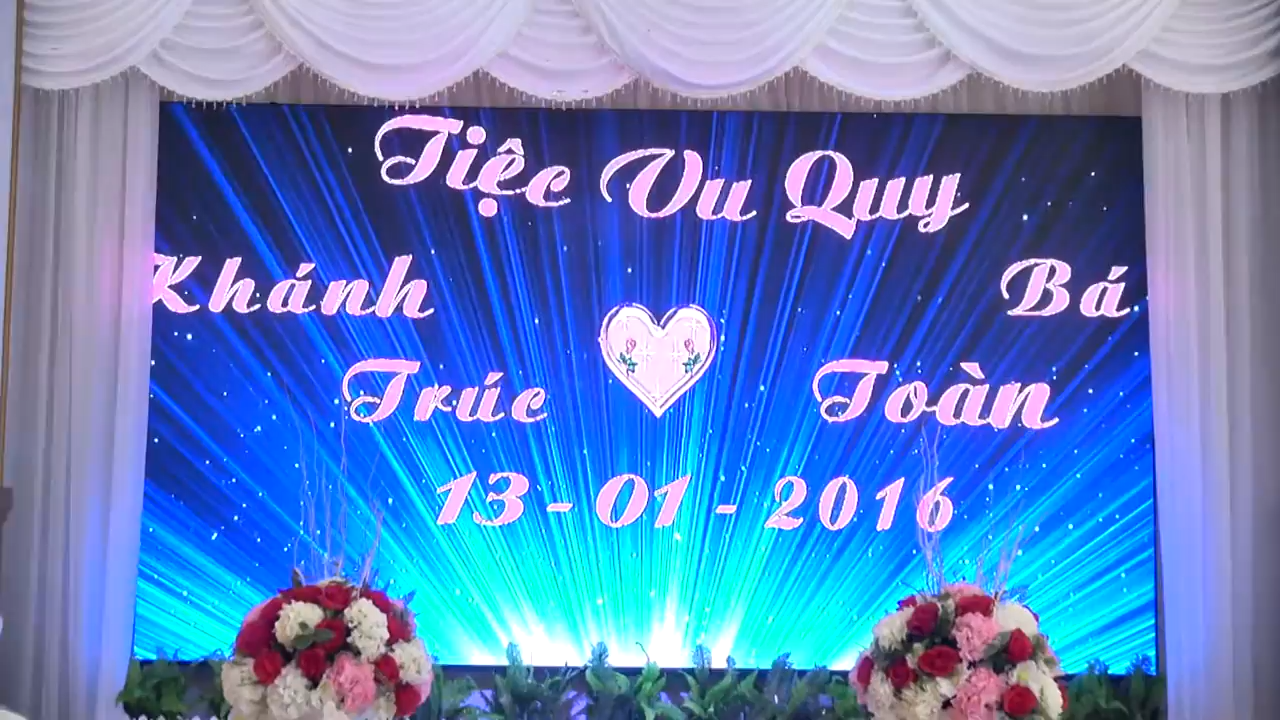 Tiệc Vu Quy
Khánh Bá
Trúc Toàn
13 - 01 - 2016